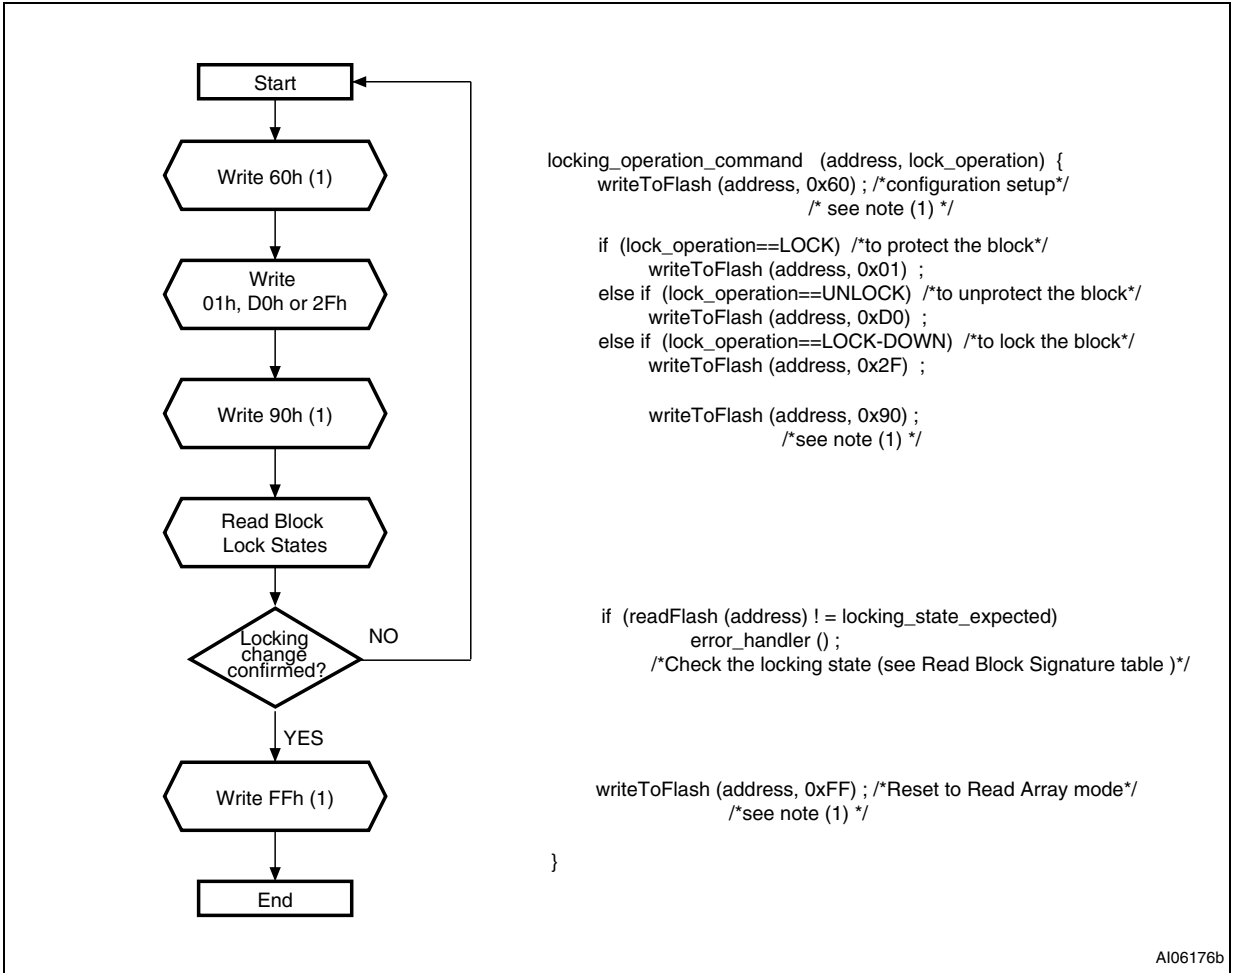 Start
Write 60h (1)
Write
01h, D0h or 2Fh
Write 90h (1)
Read Block
Lock States
Locking
change
confirmed?
NO
YES
Write FFh (1)
End
locking_operation_command (address, lock_operation) {
writeToFlash (address, 0x60) ; /*configuration setup*/
/* see note (1) */
if (lock_operation==LOCK) /*to protect the block*/
writeToFlash (address, 0x01) ;
else if (lock_operation==UNLOCK) /*to unprotect the block*/
writeToFlash (address, 0xD0) ;
else if (lock_operation==LOCK-DOWN) /*to lock the block*/
writeToFlash (address, 0x2F) ;
writeToFlash (address, 0x90) ;
/*see note (1) */
if (readFlash (address) ! = locking_state_expected)
error_handler () ;
/*Check the locking state (see Read Block Signature table )*/
writeToFlash (address, 0xFF) ; /*Reset to Read Array mode*/
/*see note (1) */
}
AI06176b